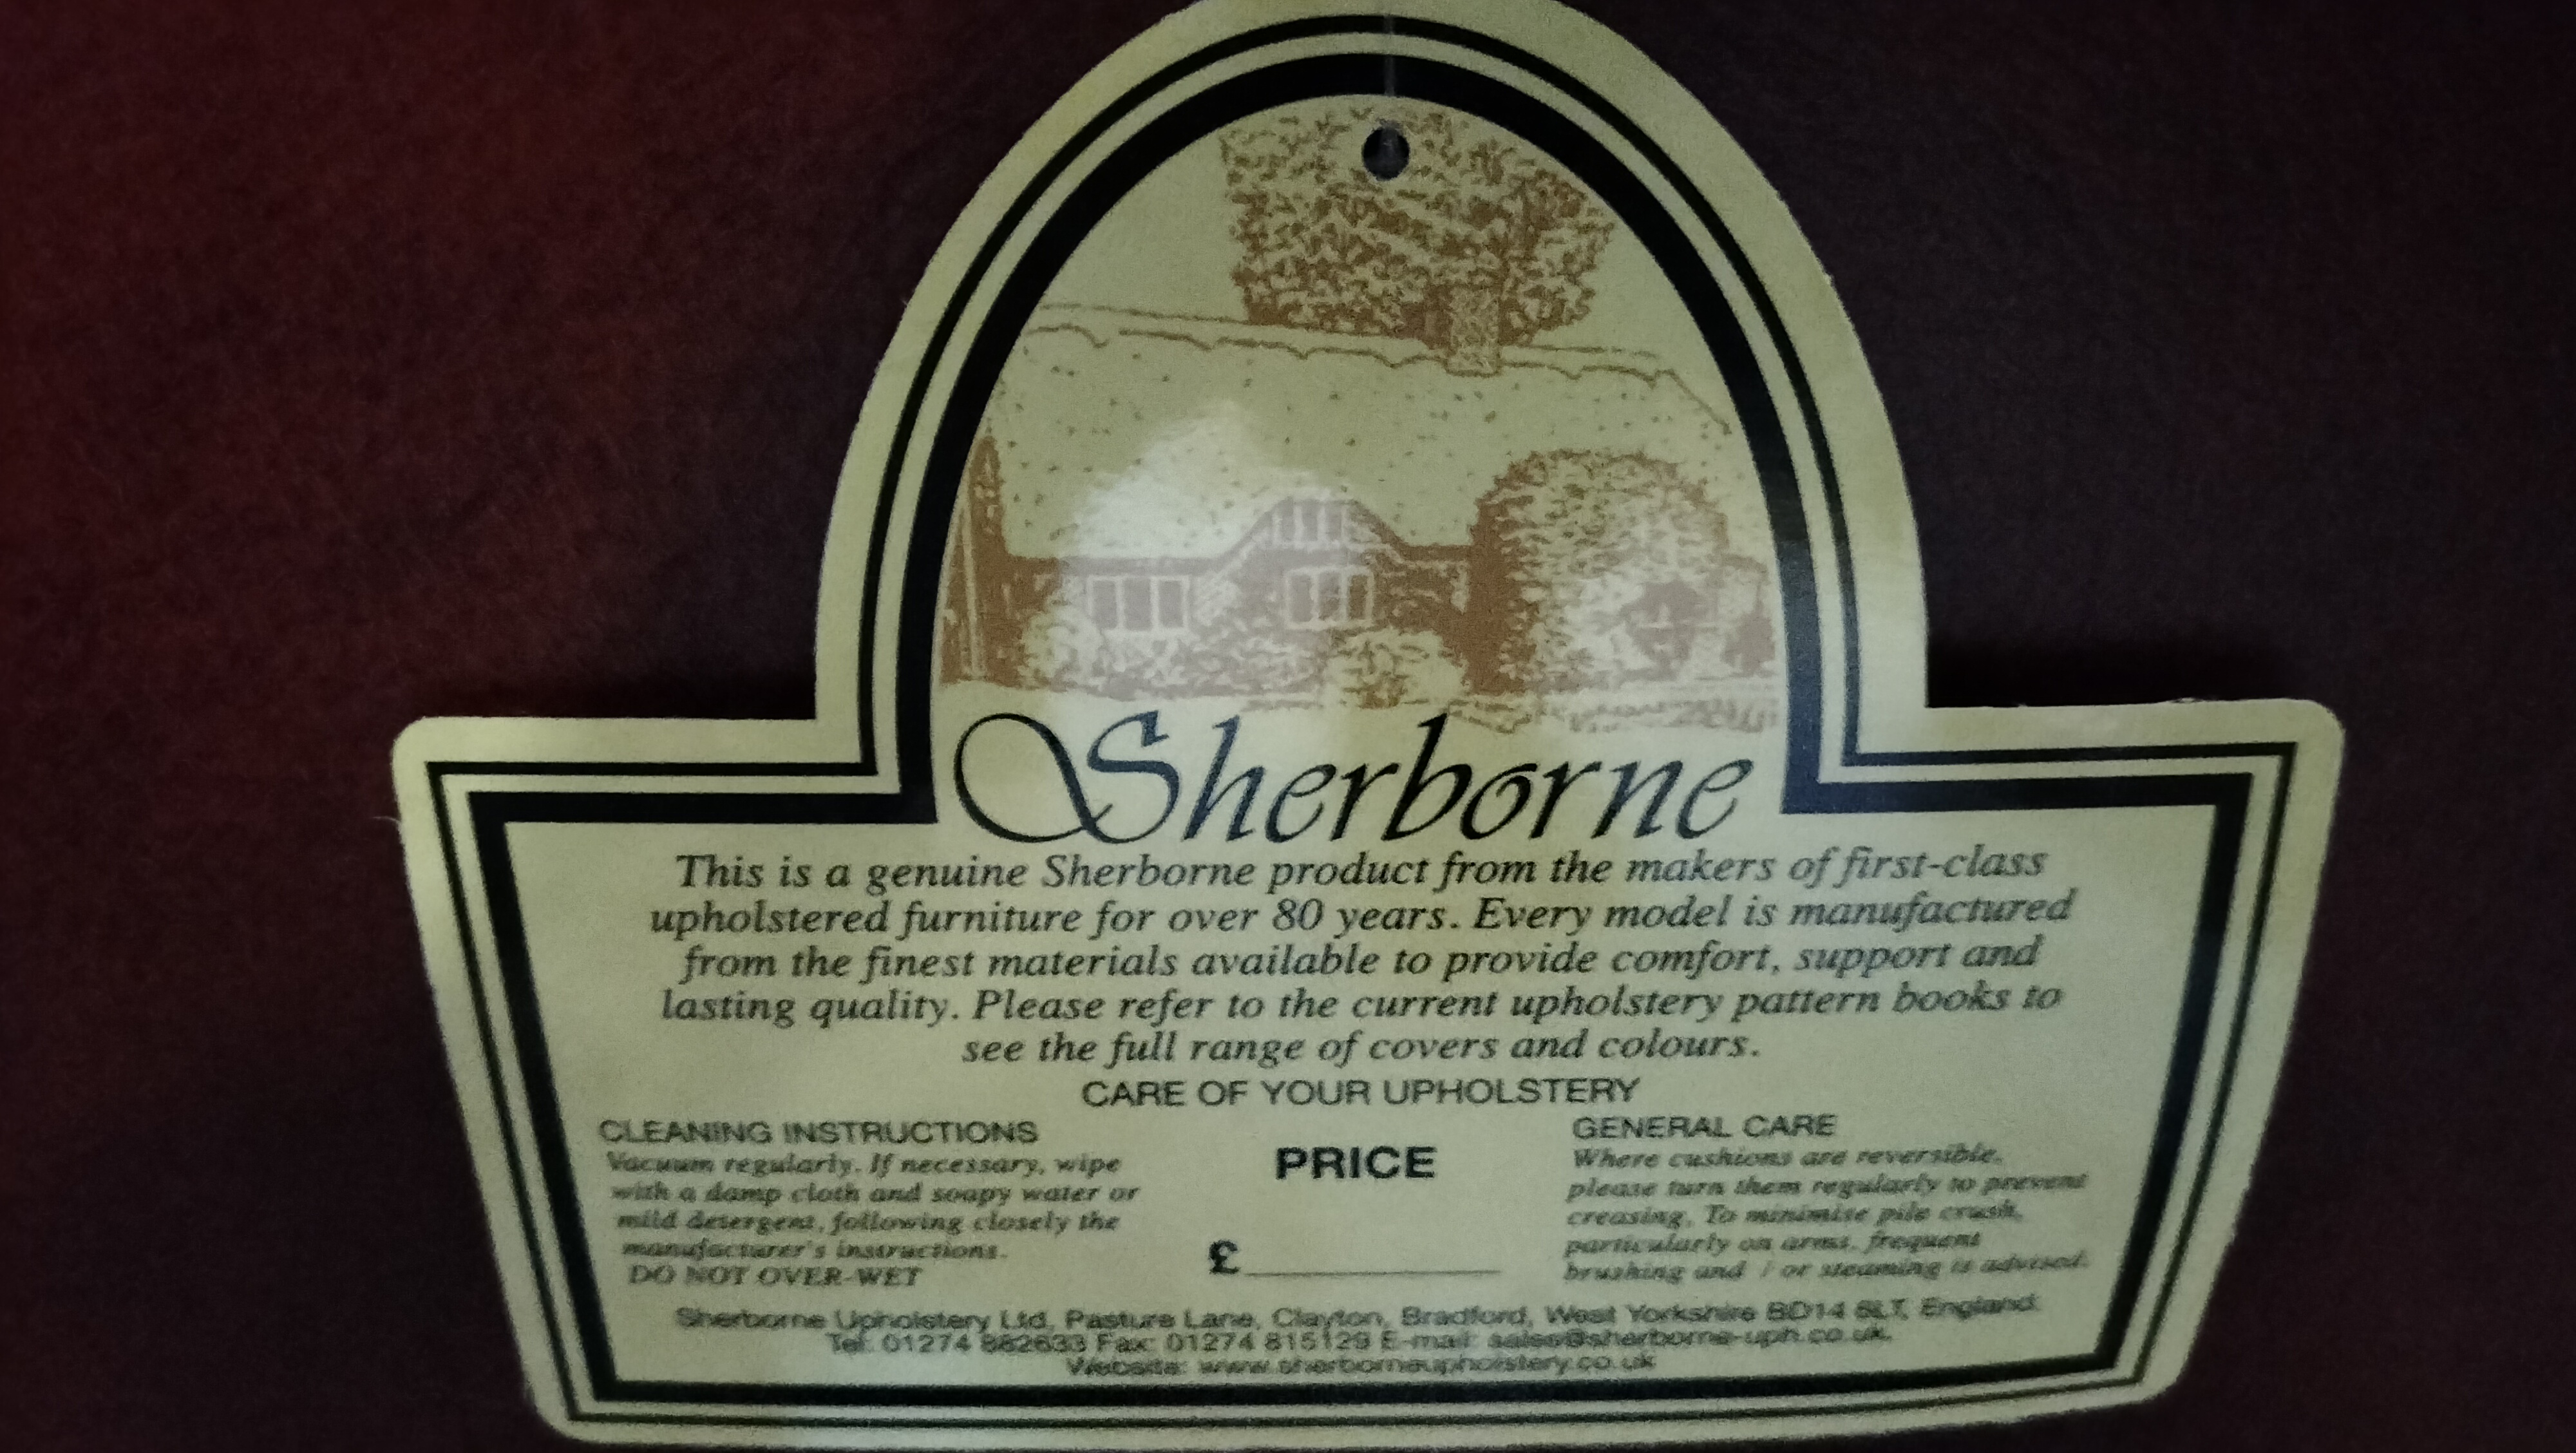 Sherborne
This is a genuine Sherborne product from the makers of first-class
upholstered furniture for over 80 years. Every model is manufactured
from the finest materials available to provide comfort, support and
lasting quality. Please refer to the current upholstery pattern books to
see the full range of covers and colours.
CARE OF YOUR UPHOLSTERY
CLEANING INSTRUCTIONS
Vacuum regularly. If necessary, wipe
with a damp cloth and soapy water or
mild detergent, following closely the
manufacturer's instructions.
DO NOT OVER-WET
PRICE
£
GENERAL CARE
Where cushions are reversible,
please turn them regularly to prevent
creasing. To minimise pile crush,
particularly on arms, frequent
brushing and / or steaming is advised.
Sherborne Upholstery Ltd, Pasture Lane, Clayton, Bradford, West Yorkshire BD14 6LT, England.
Tel: 01274 882633 Fax: 01274 815129 E-mail: sales@sherborne-uph.co.uk.
Website: www.sherborneupholstery.co.uk